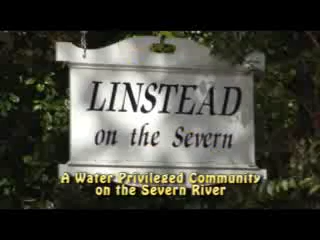 LINSTEAD
on the Severn
A Water Privileged Community
on the Severn River